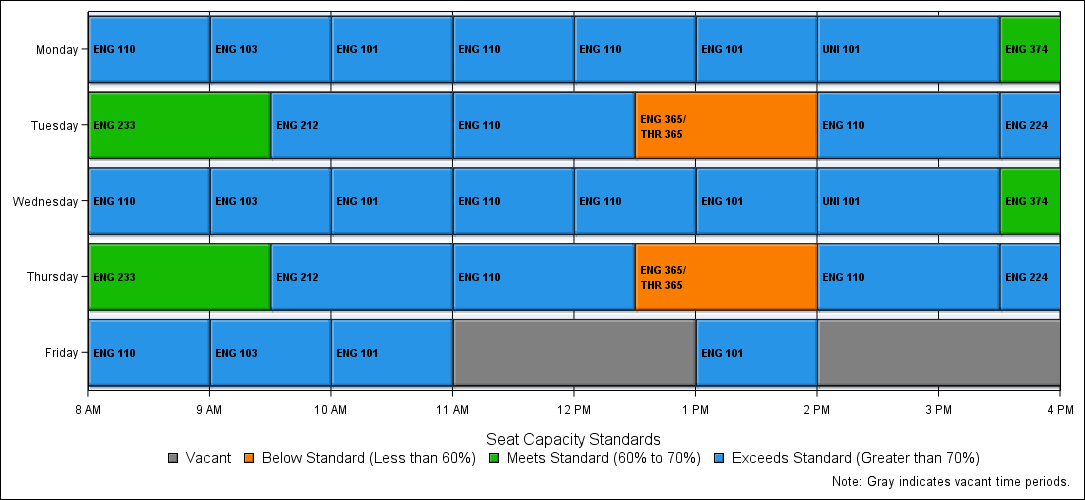 Monday
ENG 110
ENG 103
ENG 101
ENG 110
ENG 110
ENG 101
UNI 101
ENG 374
Tuesday
ENG 233
ENG 212
ENG 110
ENG 365/
THR 365
ENG 110
ENG 224
Wednesday
ENG 110
ENG 103
ENG 101
ENG 110
ENG 110
ENG 101
UNI 101
ENG 374
Thursday
ENG 233
ENG 212
ENG 110
ENG 365/
THR 365
ENG 110
ENG 224
Friday
ENG 110
ENG 103
ENG 101
ENG 101
8 AM 9 AM 10 AM 11 AM 12 PM 1 PM 2 PM 3 PM 4 PM
Seat Capacity Standards
Vacant Below Standard (Less than 60%) Meets Standard (60% to 70%) Exceeds Standard (Greater than 70%)
Note: Gray indicates vacant time periods.